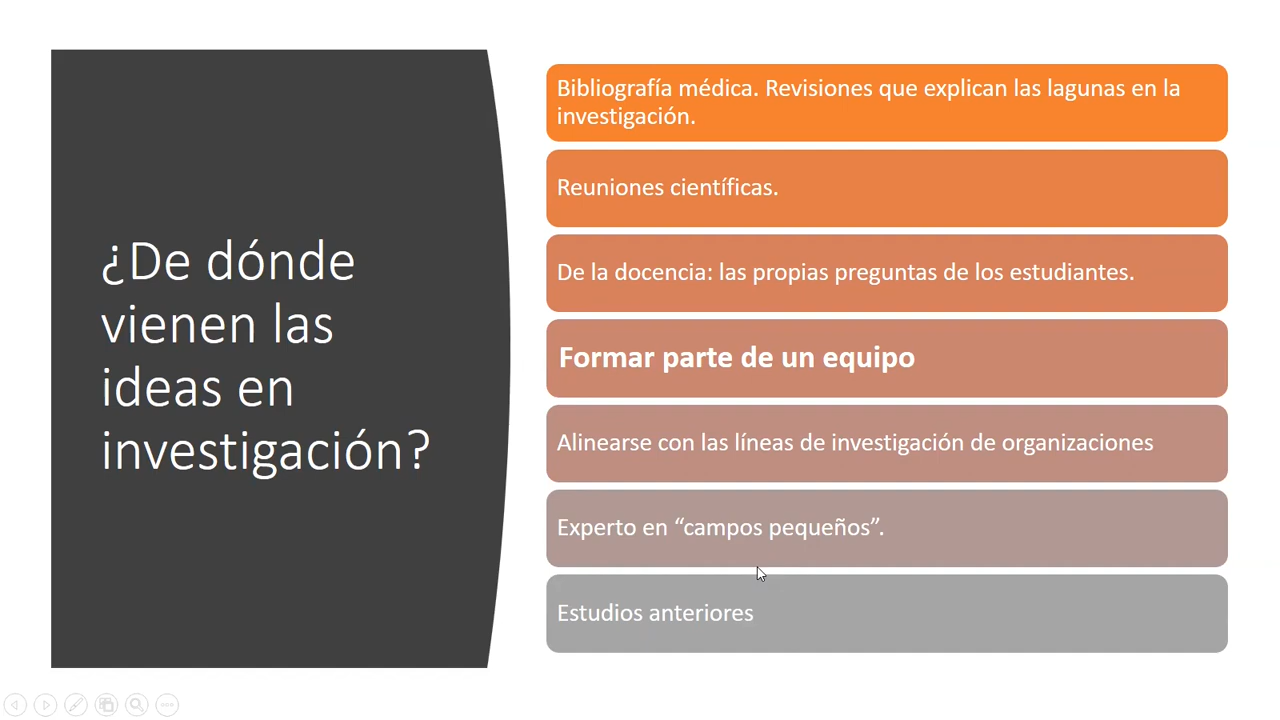 ¿De dónde
vienen las
ideas en
investigación?
Bibliografía médica. Revisiones que explican las lagunas en la
investigación.
Reuniones científicas.
De la docencia: las propias preguntas de los estudiantes.
Formar parte de un equipo
Alinearse con las líneas de investigación de organizaciones
Experto en “campos pequeños”.
Estudios anteriores